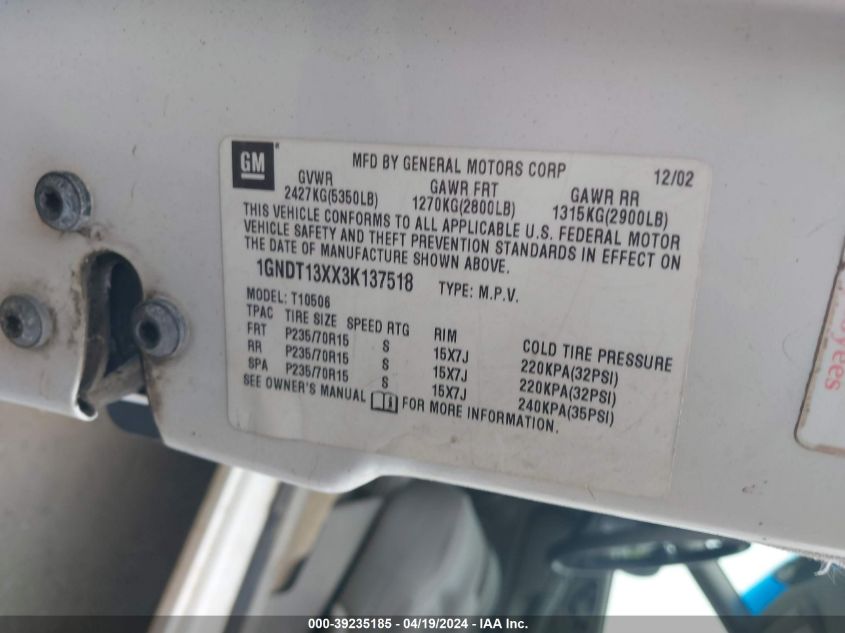 GM
MFD BY GENERAL MOTORS CORP 12/02
GVWR GAWR FRT GAWR RR
2427KG(5350LB) 1270KG(2800LB) 1315KG(2900LB)
THIS VEHICLE CONFORMS TO ALL APPLICABLE U.S. FEDERAL MOTOR
VEHICLE SAFETY AND THEFT PREVENTION STANDARDS IN EFFECT ON
THE DATE OF MANUFACTURE SHOWN ABOVE.
1GNDT13XX3K137518 TYPE: M.P.V.
MODEL: T10506
TPAC TIRE SIZE SPEED RTG RIM COLD TIRE PRESSURE
FRT P235/70R15 S 15X7J 220KPA(32PSI)
RR P235/70R15 S 15X7J 220KPA(32PSI)
SPA P235/70R15 S 15X7J 240KPA(35PSI)
SEE OWNER'S MANUAL FOR MORE INFORMATION.
000-39235185 - 04/19/2024 - IAA Inc.